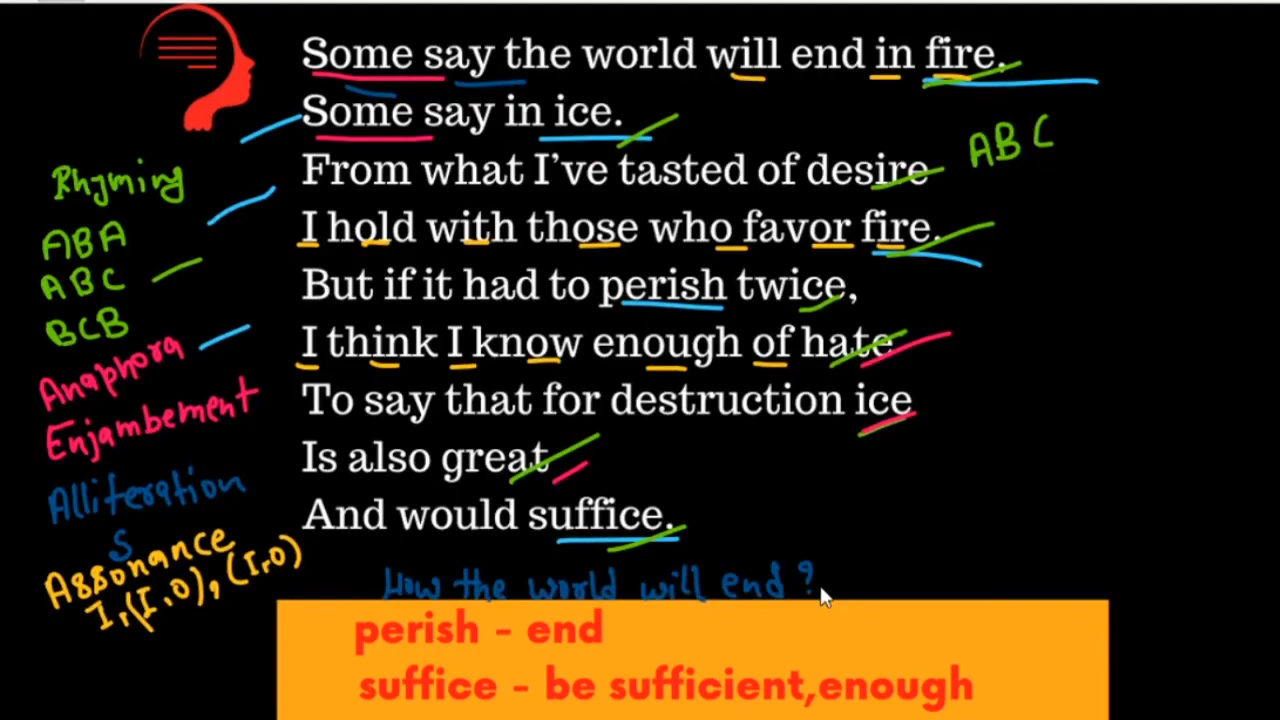 Some say the world will end in fire.
Some say in ice.
From what I've tasted of desire
I hold with those who favor fire.
But if it had to perish twice,
I think I know enough of hate
To say that for destruction ice
Is also great
And would suffice.
ABC
Rhyming
ABA
ABC
BCB
Anaphora
Enjambement
Alliteration
S
Assonance
I,(I,O),(I,O)
How the world will end ?
perish - end
suffice - be sufficient,enough